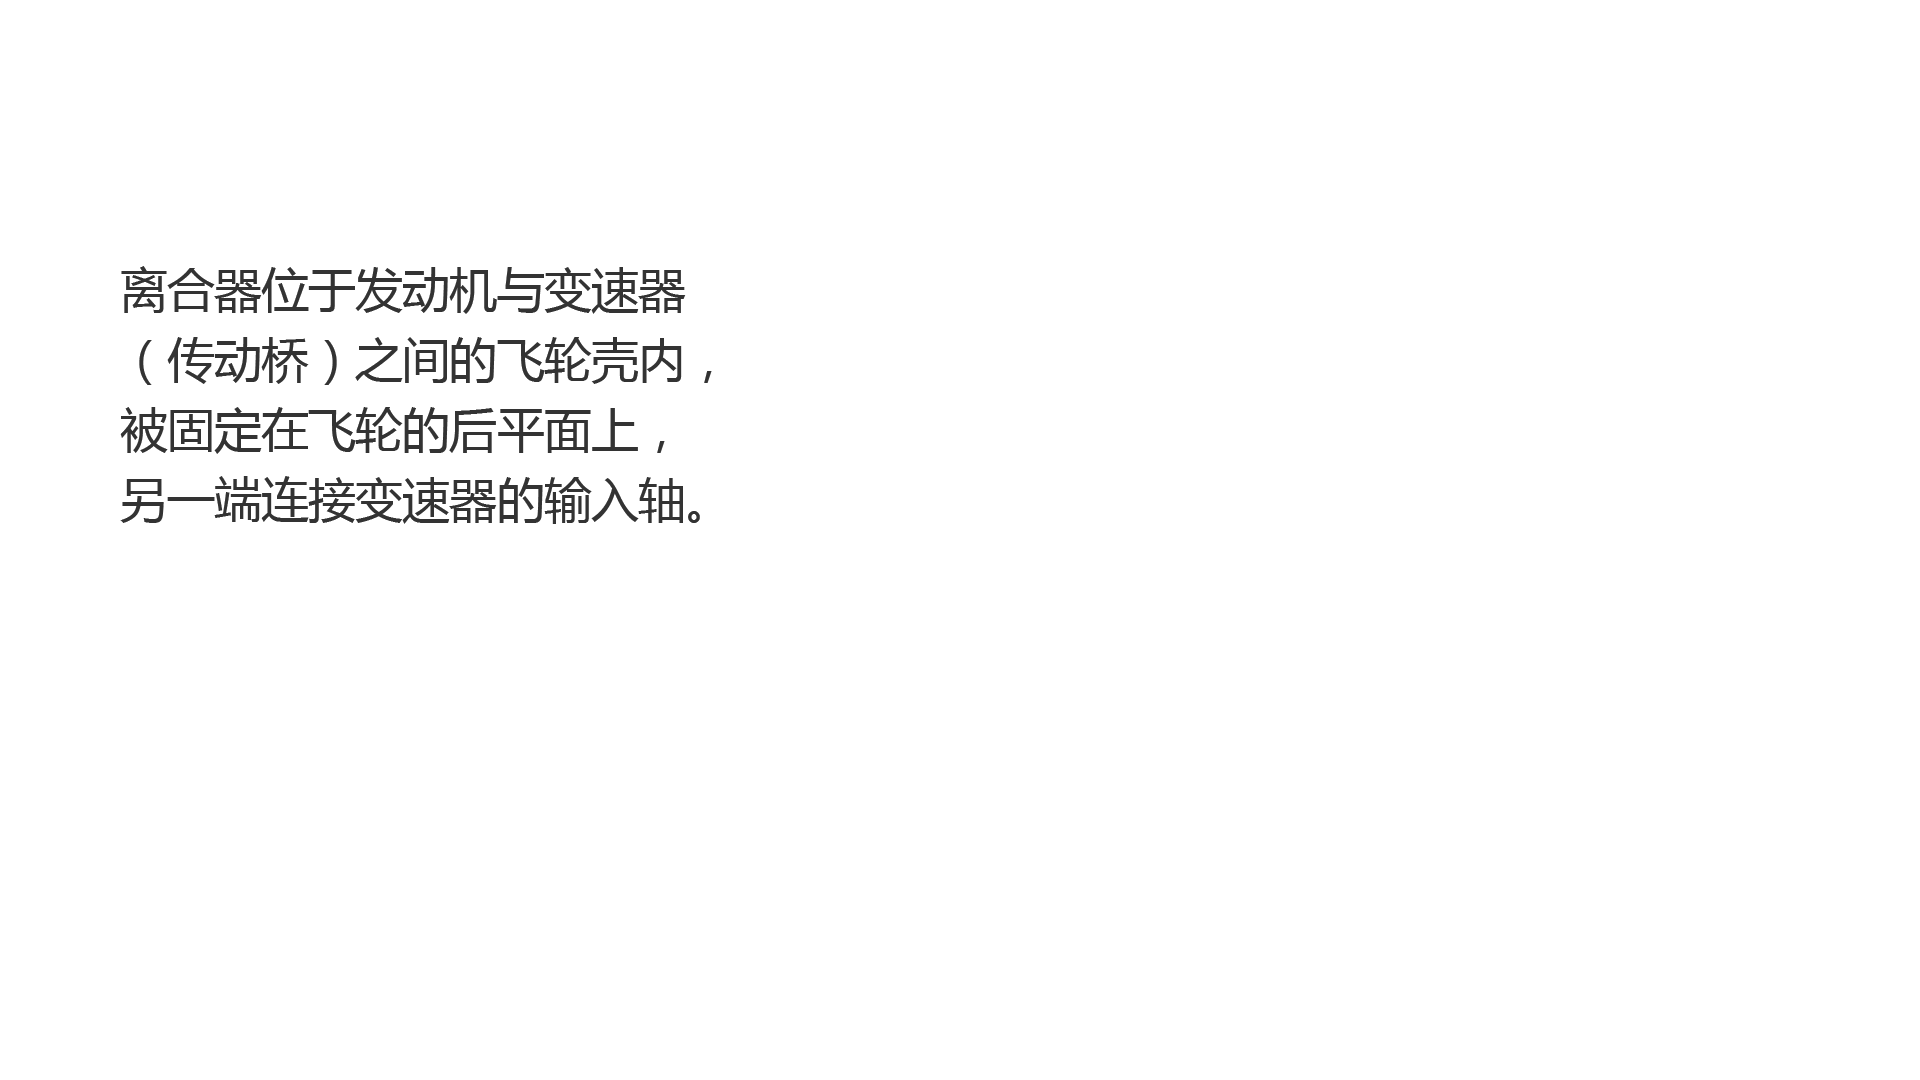 离合器位于发动机与变速器
（传动桥）之间的飞轮壳内，
被固定在飞轮的后平面上，
另一端连接变速器的输入轴。